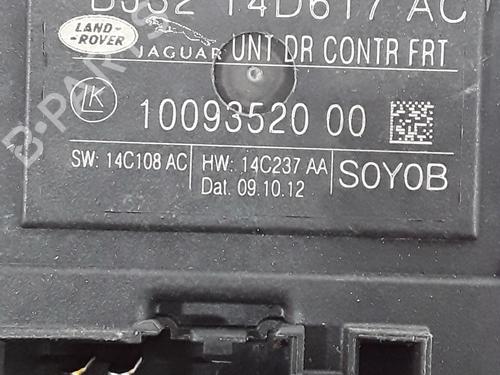 BJ32 14D617 AC
LAND-
-ROVER
JAGUAR UNT DR CONTR FRT
LK 10093520 00
SW: 14C108 AC HW: 14C237 AA
Dat. 09.10.12
SOYOB
B-PARTS